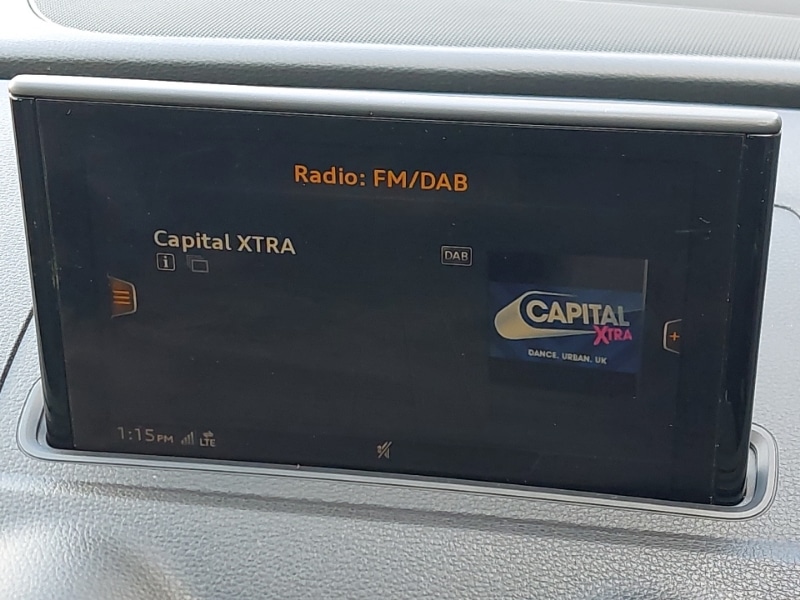 Radio: FM/DAB
Capital XTRA
DAB
i
CAPITAL
XTRA
DANCE. URBAN. UK
+
1:15PM LTE